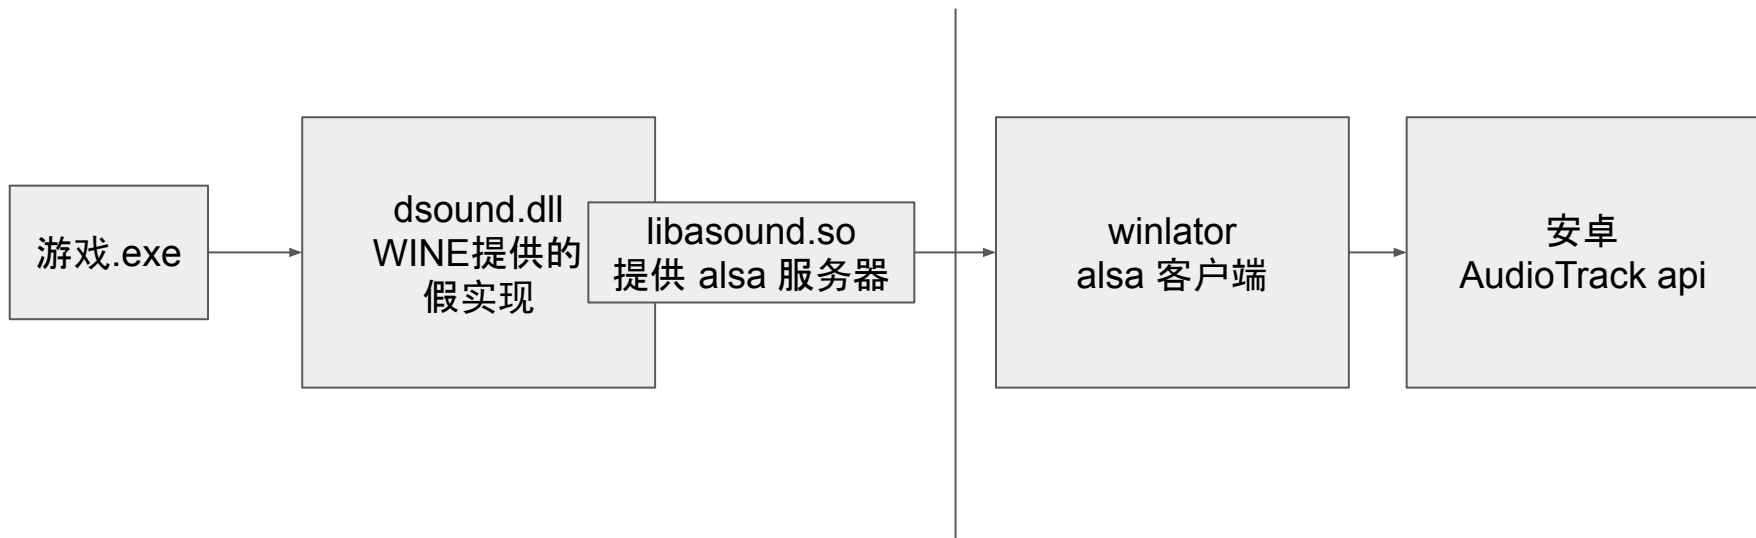 游戏.exe
dsound.dll
WINE提供的
假实现
libasound.so
提供 alsa 服务器
winlator
alsa 客户端
安卓
AudioTrack api